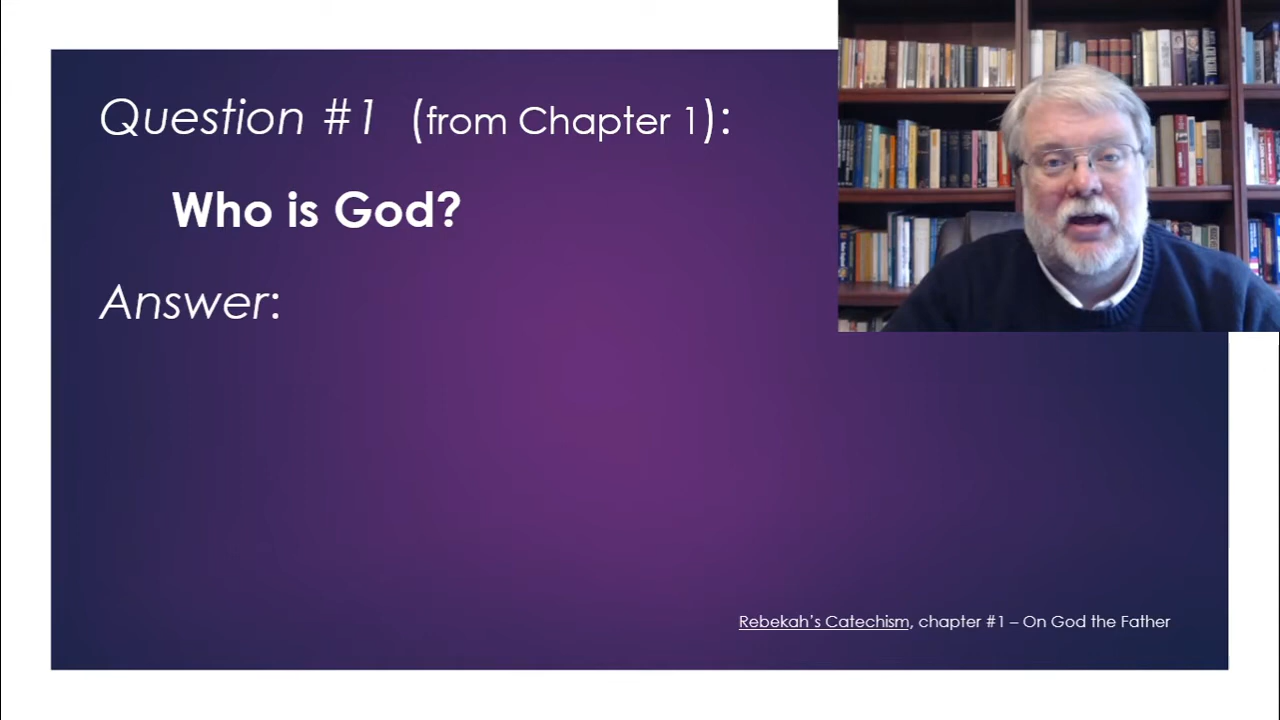 Question #1 (from Chapter 1):
Who is God?
Answer:
Rebekah's Catechism, chapter #1 – On God the Father